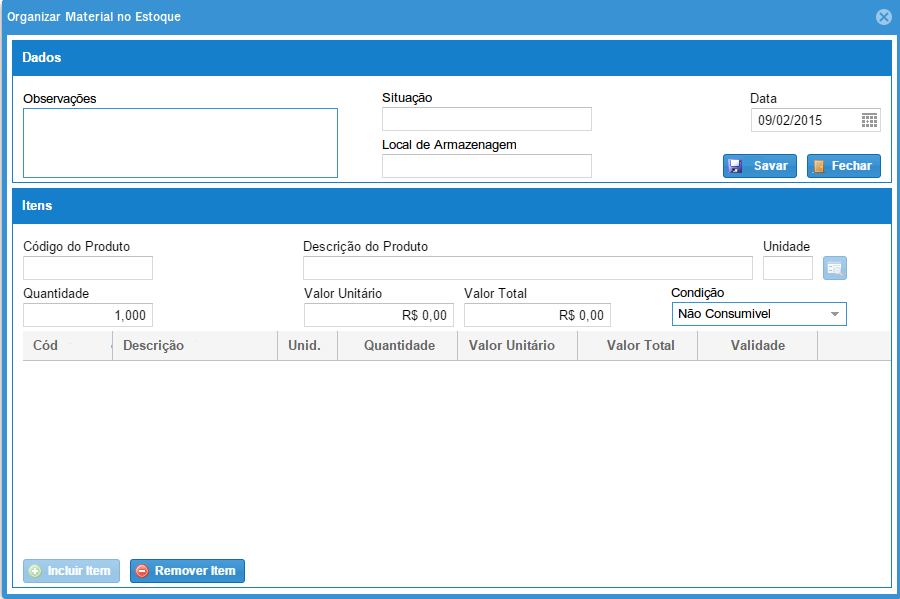 Organizar Material no Estoque
Dados
Observações
Situação
Data
09/02/2015
Local de Armazenagem
Savar
Fechar
Itens
Código do Produto
Descrição do Produto
Unidade
Quantidade
Valor Unitário
Valor Total
Condição
1,000
R$ 0,00
R$ 0,00
Não Consumivel
Cód
Descrição
Unid.
Quantidade
Valor Unitário
Valor Total
Validade
Incluir Item
Remover Item